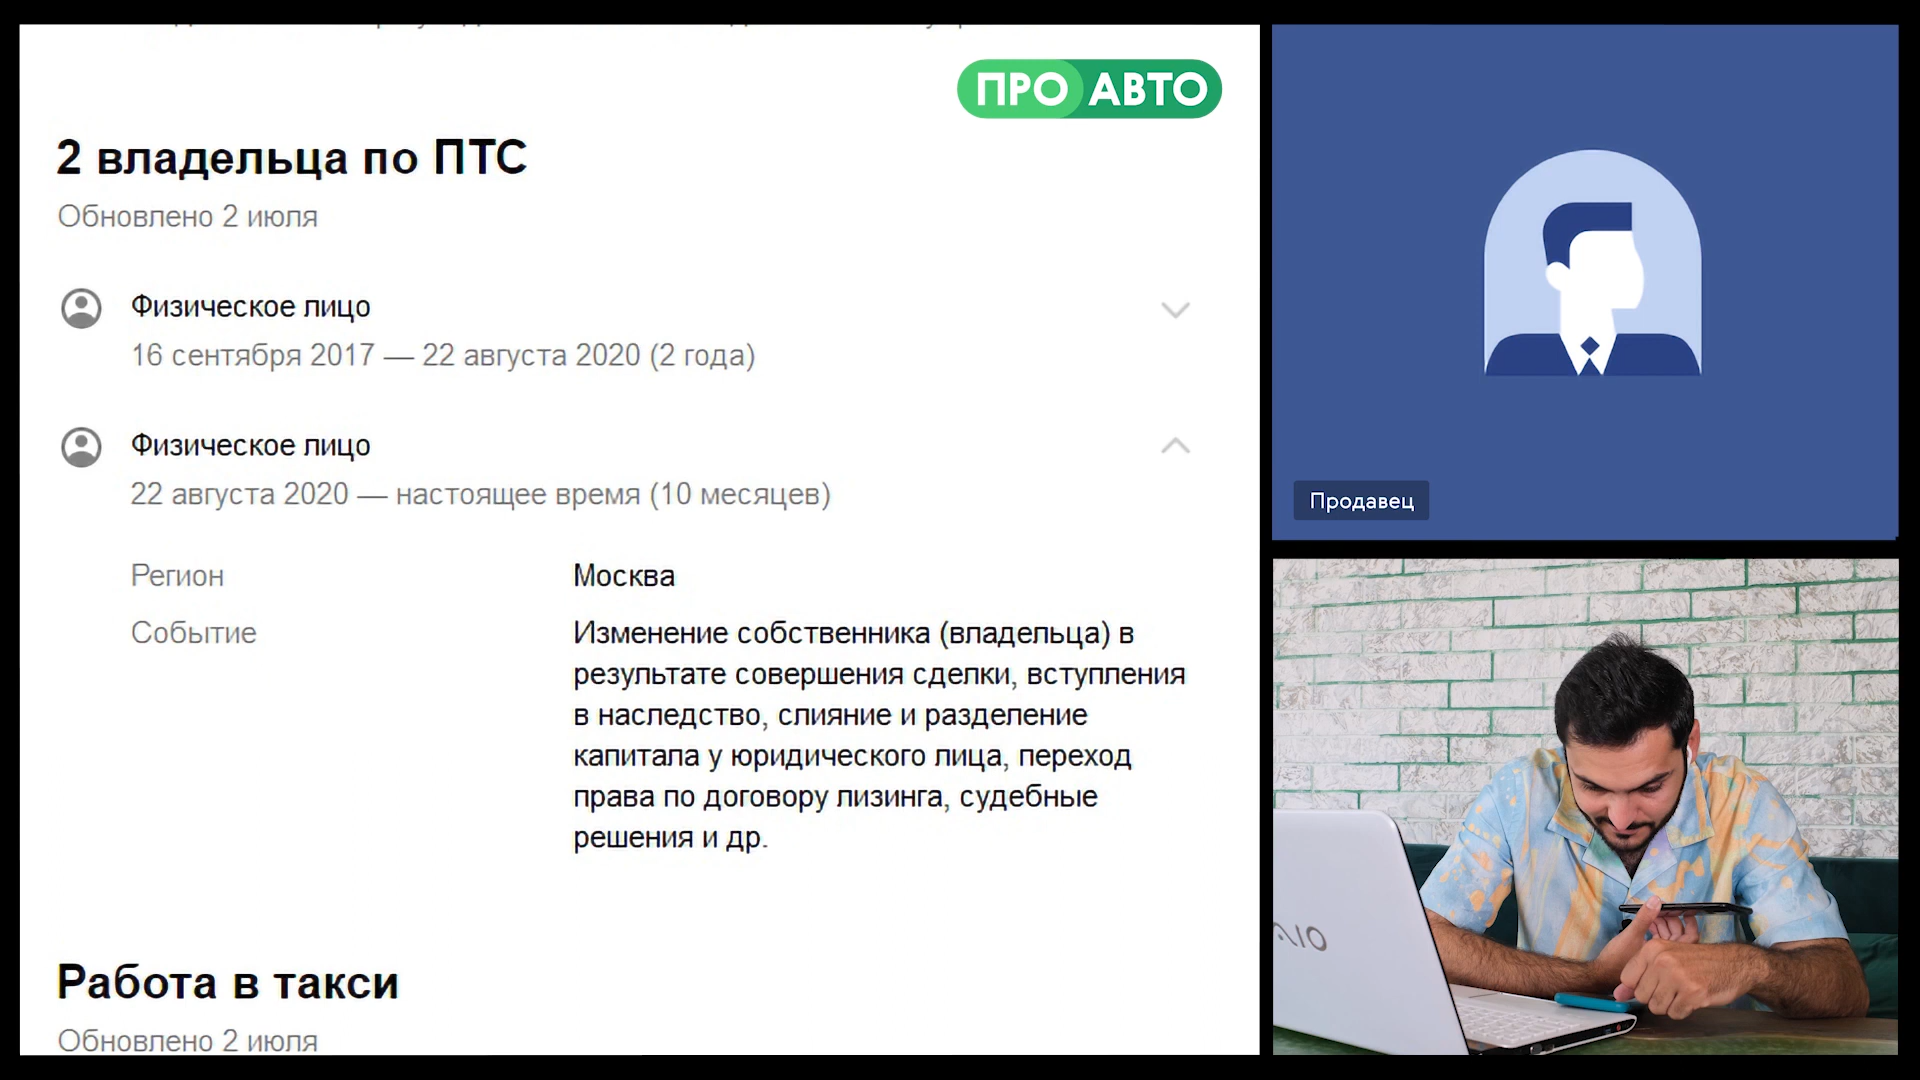 ПРО АВТО
2 владельца по ПТС
Обновлено 2 июля
Физическое лицо
16 сентября 2017 — 22 августа 2020 (2 года)
Физическое лицо
22 августа 2020 — настоящее время (10 месяцев)
Регион Москва
Событие Изменение собственника (владельца) в
результате совершения сделки, вступления
в наследство, слияние и разделение
капитала у юридического лица, переход
права по договору лизинга, судебные
решения и др.
Работа в такси
Обновлено 2 июля
Продавец